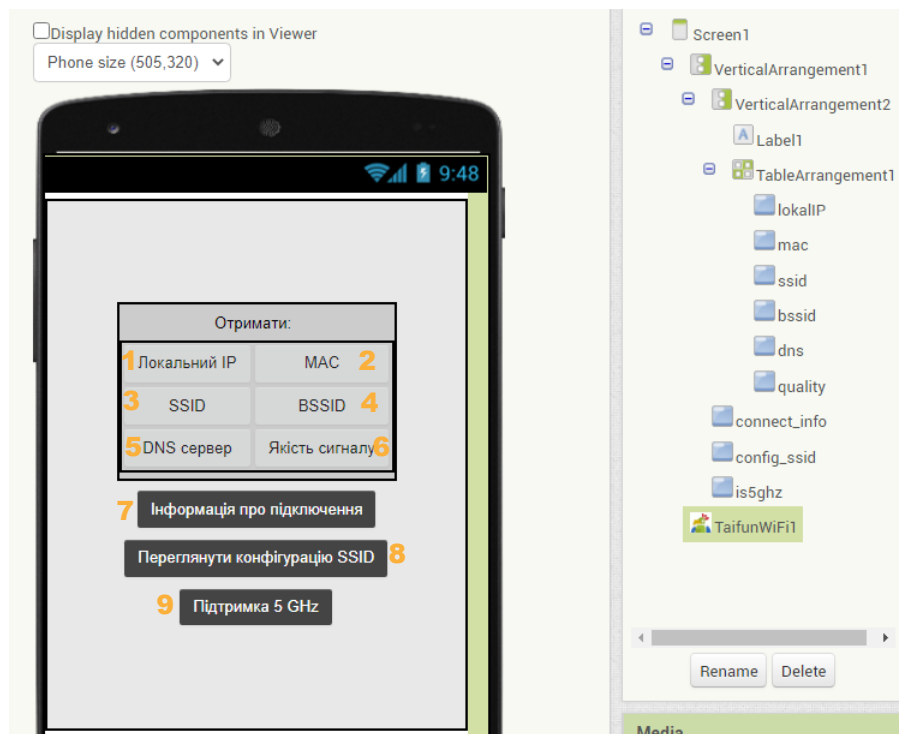 Display hidden components in Viewer
Phone size (505,320)
9:48
Отримати:
1 Локальний IP
MAC 2
3 SSID
BSSID 4
5 DNS сервер
Якість сигналу 6
7 Інформація про підключення
Переглянути конфігурацію SSID 8
9 Підтримка 5 GHz
Screen1
VerticalArrangement1
VerticalArrangement2
A Label1
TableArrangement1
lokalIP
mac
ssid
bssid
dns
quality
connect_info
config_ssid
is5ghz
TaifunWiFi1
Rename
Delete
Media